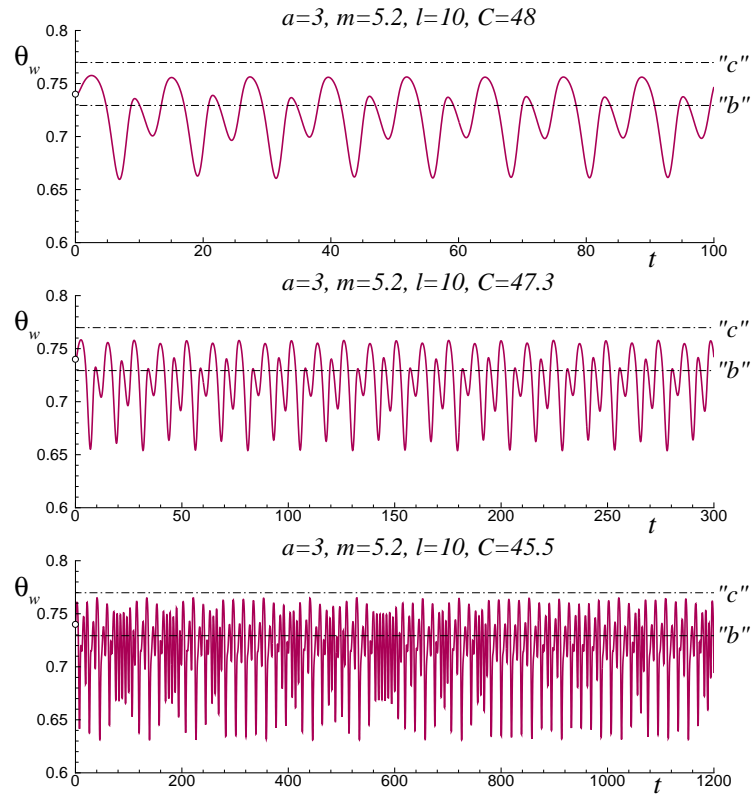 a=3, m=5.2, l=10, C=48
0.8
θw
"c"
0.75
"b"
0.7
0.65
0.6
0 20 40 60 80 100
t
a=3, m=5.2, l=10, C=47.3
0.8
θw
"c"
0.75
"b"
0.7
0.65
0.6
0 50 100 150 200 250 300
t
a=3, m=5.2, l=10, C=45.5
0.8
θw
"c"
0.75
"b"
0.7
0.65
0.6
0 200 400 600 800 1000 1200
t